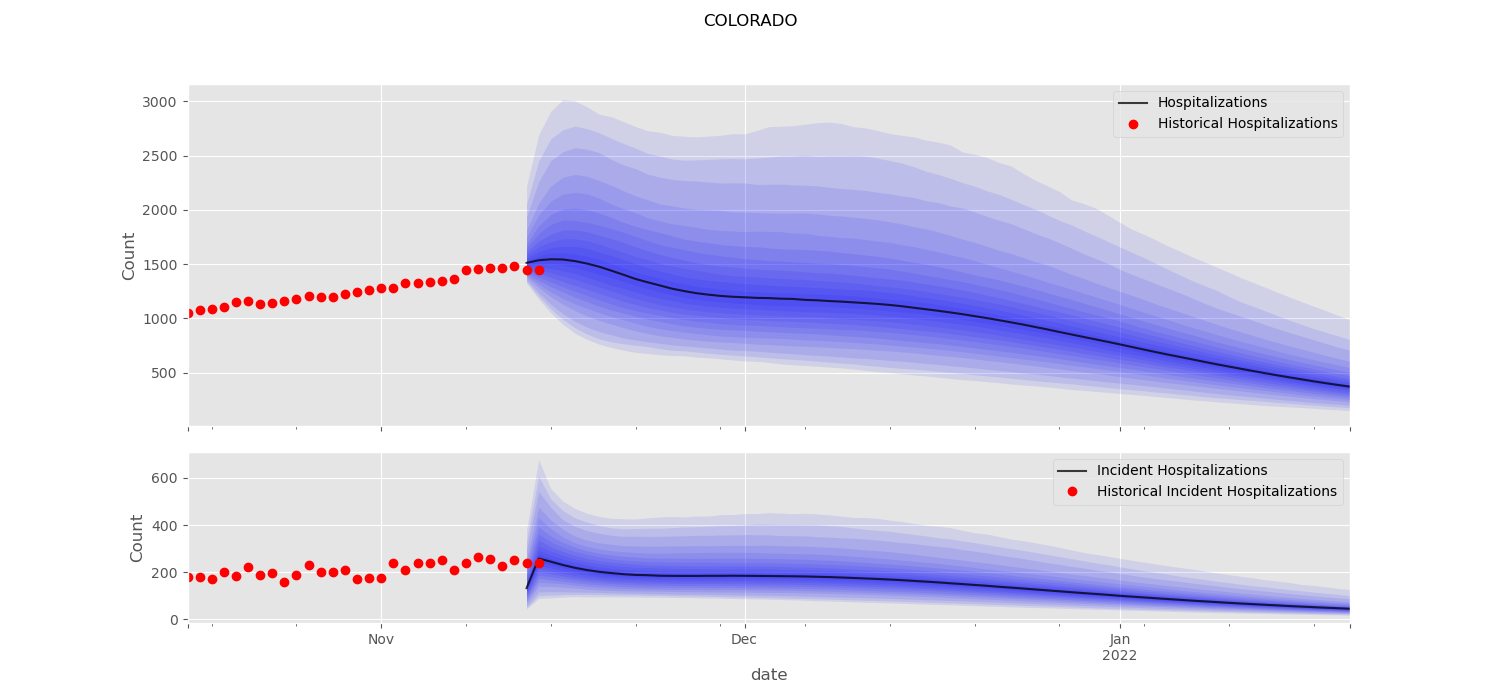 COLORADO
3000
2500
2000
1500
1000
500
Count
Hospitalizations
Historical Hospitalizations
600
400
200
0
Count
Incident Hospitalizations
Historical Incident Hospitalizations
Nov
Dec
Jan
2022
date